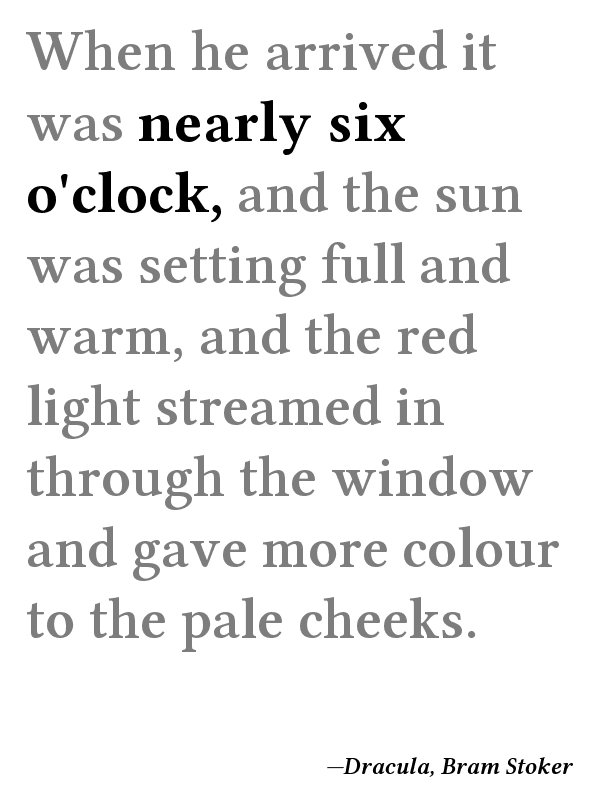 When he arrived it
was nearly six
o'clock, and the sun
was setting full and
warm, and the red
light streamed in
through the window
and gave more colour
to the pale cheeks.
—Dracula, Bram Stoker